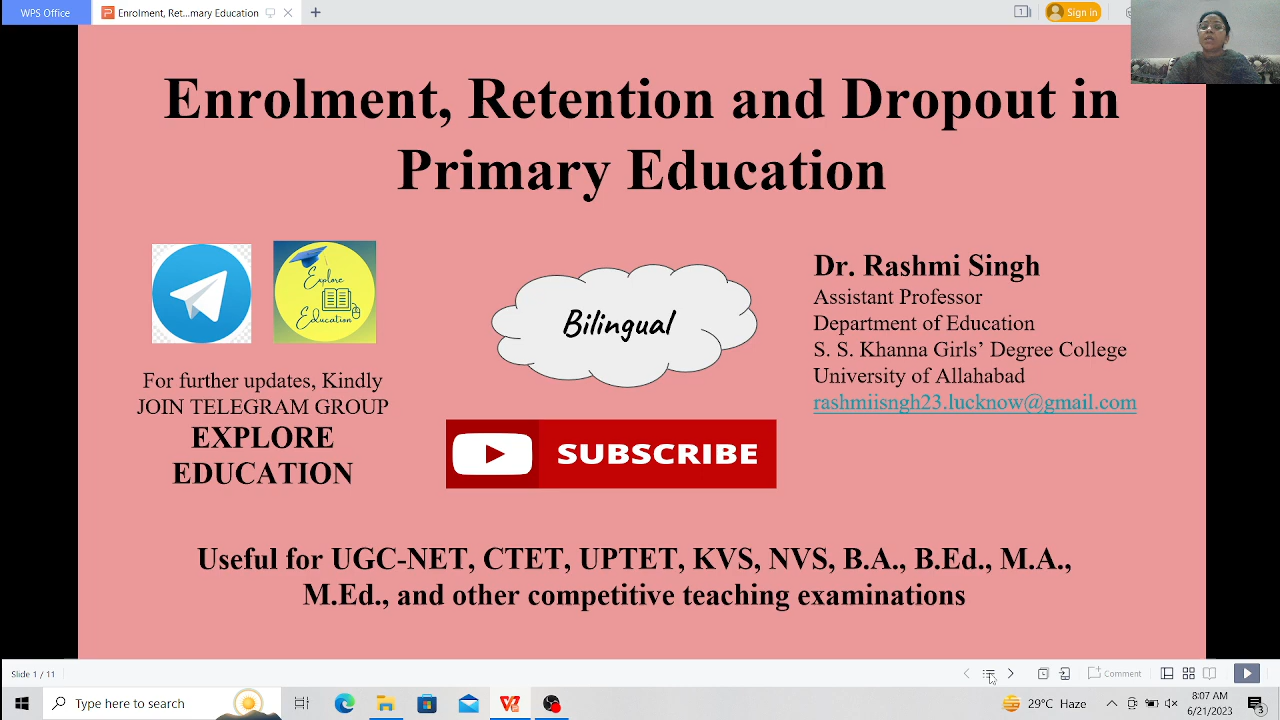 WPS Office
Enrolment, Ret...mary Education
1
Sign in
Enrolment, Retention and Dropout in
Primary Education
Explore
Education
For further updates, Kindly
JOIN TELEGRAM GROUP
EXPLORE
EDUCATION
Bilingual
SUBSCRIBE
Dr. Rashmi Singh
Assistant Professor
Department of Education
S. S. Khanna Girls’ Degree College
University of Allahabad
rashmiisngh23.lucknow@gmail.com
Useful for UGC-NET, CTET, UPTET, KVS, NVS, B.A., B.Ed., M.A.,
M.Ed., and other competitive teaching examinations
Slide 1 / 11
Comment
Type here to search
29°C Haze
8:07 AM
6/21/2023
3